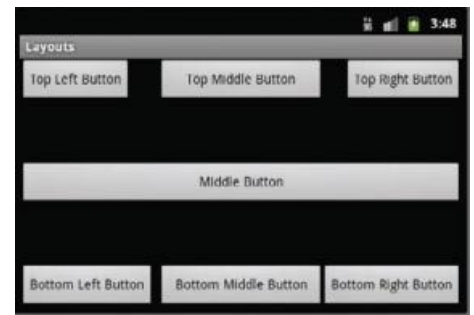 3:48
Layouts
Top Left Button Top Middle Button Top Right Button
Middle Button
Bottom Left Button Bottom Middle Button Bottom Right Button